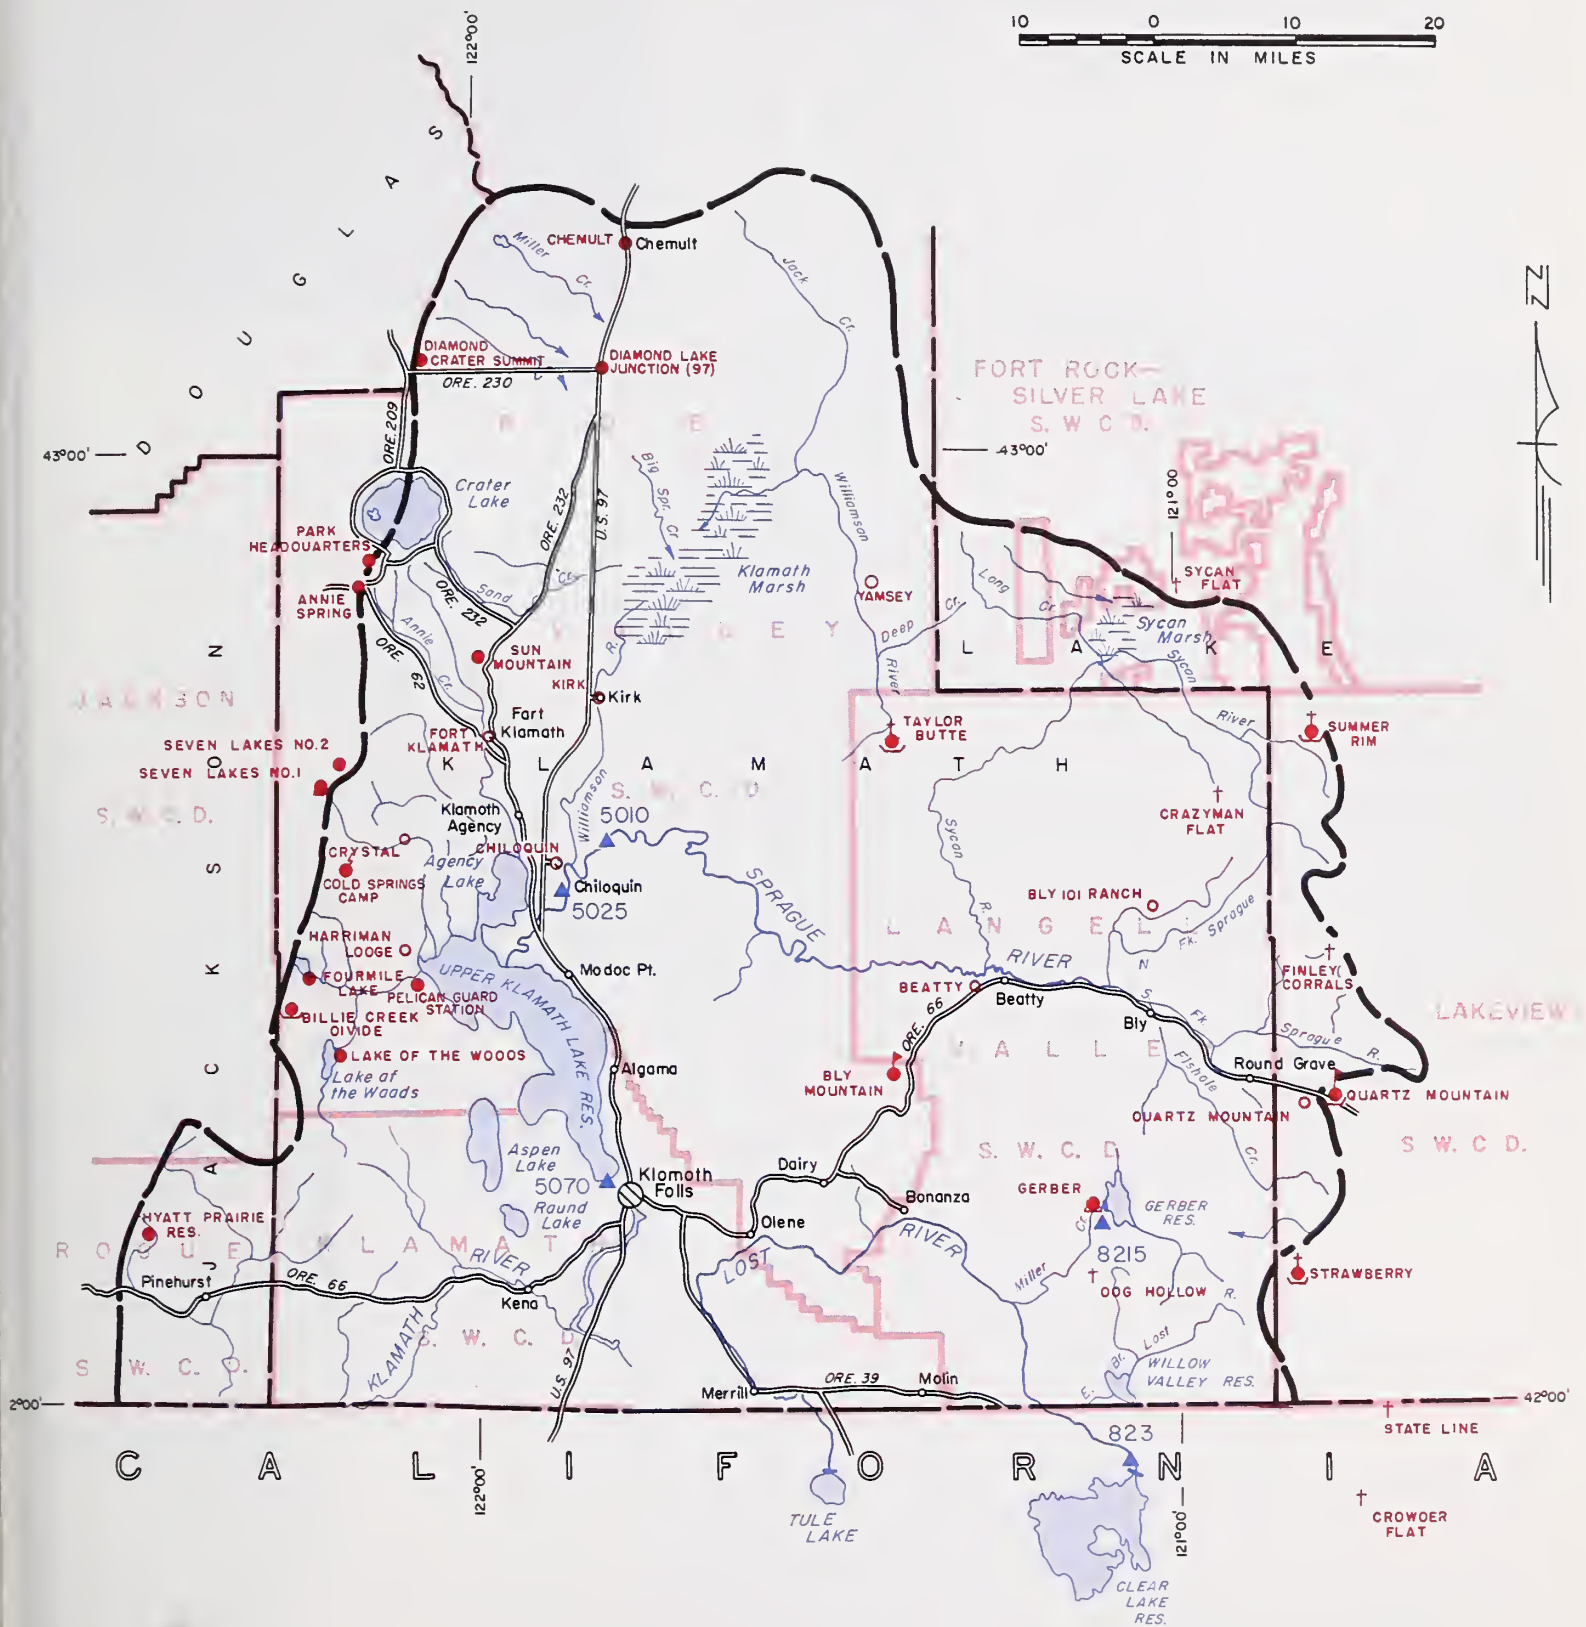 10 0 10 20
SCALE IN MILES
122°00'
DOUGLAS
Miller
Cr.
CHEMULT
Chemult
Jack
Cr.
DIAMOND
CRATER SUMMIT
ORE. 230
DIAMOND LAKE
JUNCTION (97)
FORT ROCK—
SILVER LAKE
S. W. C. D.
ORE. 209
43°00'
43°00'
121°00
Crater
Lake
ORE. 232
U.S. 97
Big
Spr.
Cr
Williamson
PARK
HEADQUARTERS
ANNIE
SPRING
ORE. 232
Sand
Cr.
Klamath
Marsh
YAMSEY
Deep
Cr.
River
Long
Cr.
SYCAN
FLAT
Sycan
Marsh
Sycan
River
L A K E
Annie
Cr.
ORE.
62
SUN
MOUNTAIN
KIRK
Kirk
R.
JACKSON
S. W. C. D.
Fort
Klamath
FORT
KLAMATH
TAYLOR
BUTTE
SUMMER
RIM
SEVEN LAKES NO.2
SEVEN LAKES NO.1
K L A M A T H
S. W. C. D
JACKSON
Klamath
Agency
Williamson
5010
CRAZYMAN
FLAT
CRYSTAL
COLD SPRINGS
CAMP
Agency
Lake
CHILOQUIN
Chiloquin
5025
SPRAGUE
RIVER
Sycan
R.
BLY 101 RANCH
L A N G E L L
Fk. Sprague
N
HARRIMAN
LODGE
FOURMILE
LAKE
PELICAN GUARD
STATION
UPPER KLAMATH LAKE RES.
Modoc Pt.
BEATTY
Beatty
FINLEY
CORRALS
BILLIE CREEK
DIVIDE
LAKE OF THE WOODS
Lake of
the Woods
ORE. 66
Bly
S.
Fk
Sprague
R.
LAKEVIEW
V A L L E
Algoma
BLY
MOUNTAIN
Round Grove
Fishole
Cr.
QUARTZ MOUNTAIN
QUARTZ MOUNTAIN
S. W. C. D
S W. C. D.
Aspen
Lake
5070
Klamath
Falls
Dairy
Bonanza
GERBER
GERBER
RES.
Cr.
8215
Round
Lake
Olene
LOST
RIVER
HYATT PRAIRIE
RES.
R O G U E
K L A M A T
RIVER
Pinehurst
ORE. 66
Keno
Miller
DOG HOLLOW
STRAWBERRY
R.
Lost
Br.
E.
WILLOW
VALLEY RES.
S W. C. D.
KLAMATH
S. W. C. D
U.S. 97
Merrill
ORE. 39
Malin
2°00'
42°00'
STATE LINE
823
C A L I F O R N I A
122°00'
121°00'
TULE
LAKE
CROWDER
FLAT
CLEAR
LAKE
RES.